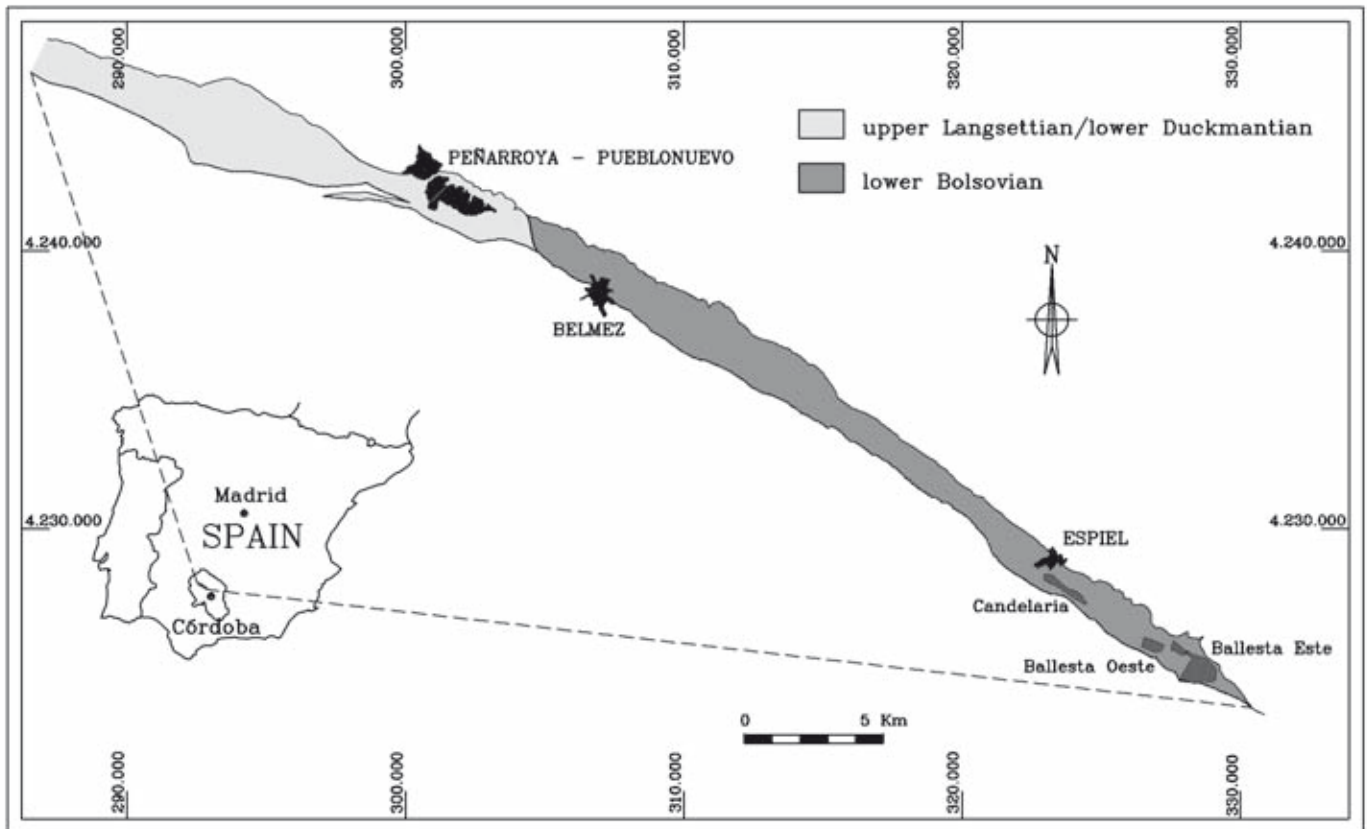 290.000
300.000
310.000
320.000
330.000
upper Langsettian/lower Duckmantian
lower Bolsovian
PEÑARROYA - PUEBLONUEVO
4.240.000
4.240.000
N
BELMEZ
Madrid
SPAIN
Córdoba
4.230.000
4.230.000
ESPIEL
Candelaria
Ballesta Este
Ballesta Oeste
0 5 Km
290.000
300.000
310.000
320.000
330.000